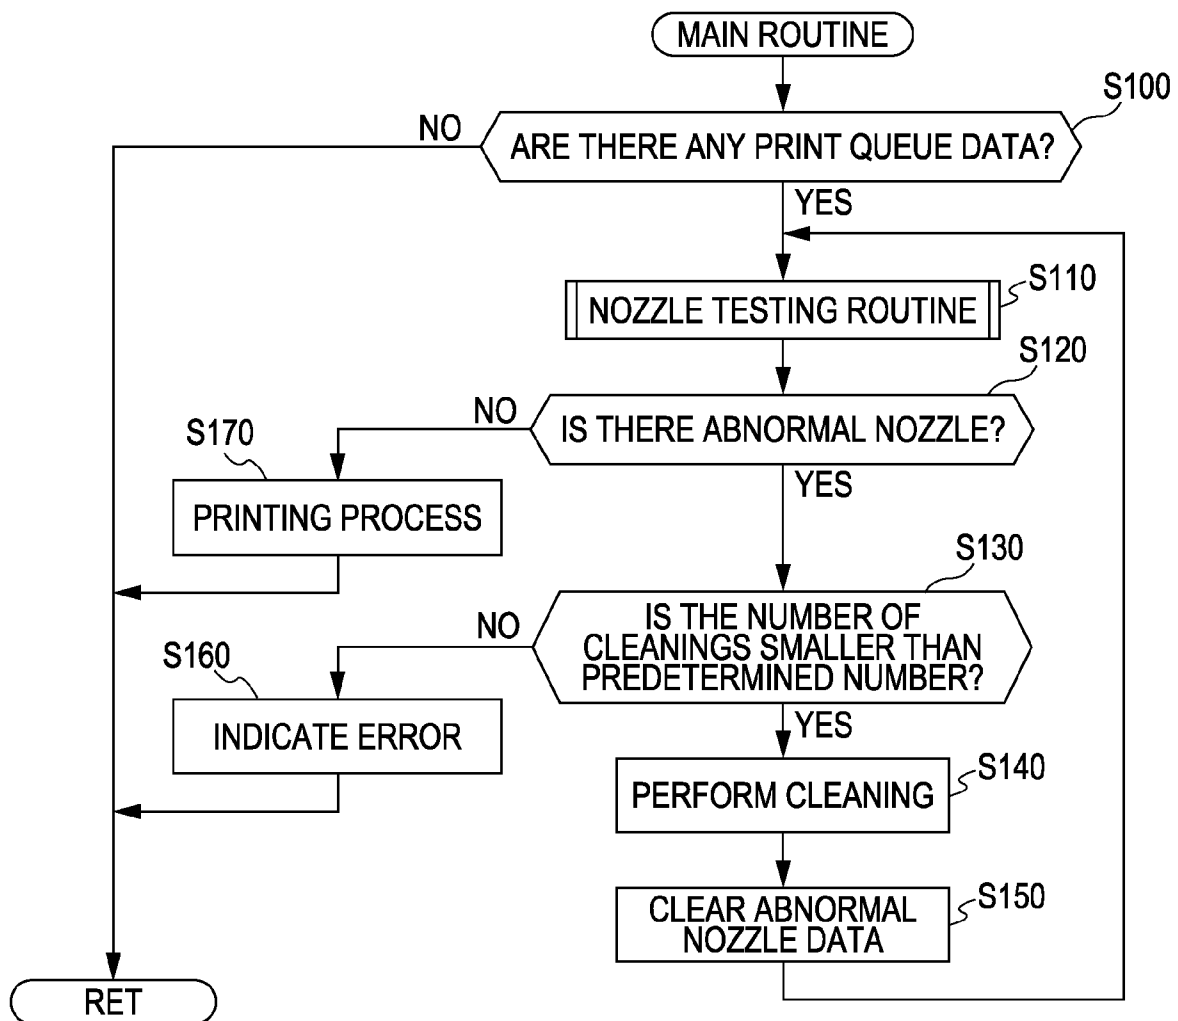 MAIN ROUTINE
S100
NO
ARE THERE ANY PRINT QUEUE DATA?
YES
S110
NOZZLE TESTING ROUTINE
S120
NO
IS THERE ABNORMAL NOZZLE?
S170
YES
PRINTING PROCESS
S130
IS THE NUMBER OF
CLEANINGS SMALLER THAN
PREDETERMINED NUMBER?
NO
S160
YES
INDICATE ERROR
S140
PERFORM CLEANING
S150
CLEAR ABNORMAL
NOZZLE DATA
RET